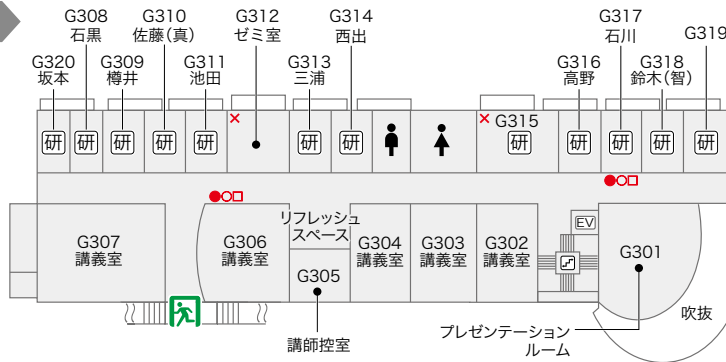 G308
石黒
G310
佐藤(真)
G312
ゼミ室
G314
西出
G317
石川
G319
G320
坂本
G309
樽井
G311
池田
G313
三浦
G316
高野
G318
鈴木(智)
G315
研
研
研
研
研
研
研
研
研
研
研
研
リフレッシュ
スペース
EV
G307
講義室
G306
講義室
G304
講義室
G303
講義室
G302
講義室
G301
G305
吹抜
プレゼンテーション
ルーム
講師控室